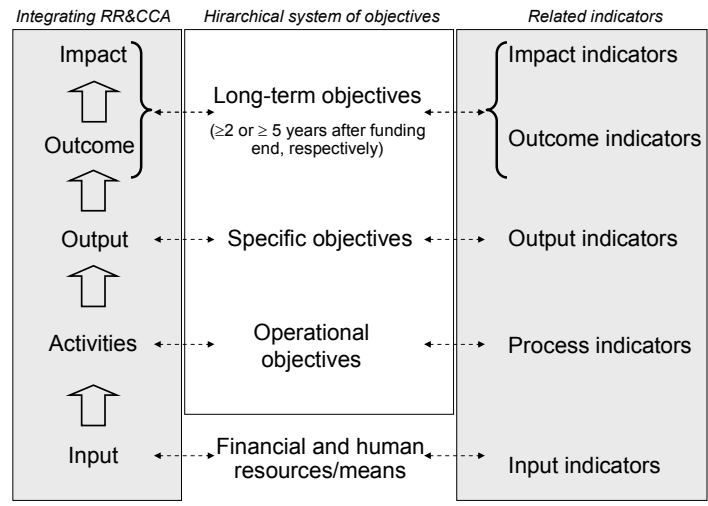 Integrating RR&CCA
Hirarchical system of objectives
Related indicators
Impact
Outcome
Output
Activities
Input
Long-term objectives
(≥2 or ≥ 5 years after funding
end, respectively)
Specific objectives
Operational
objectives
Financial and human
resources/means
Impact indicators
Outcome indicators
Output indicators
Process indicators
Input indicators